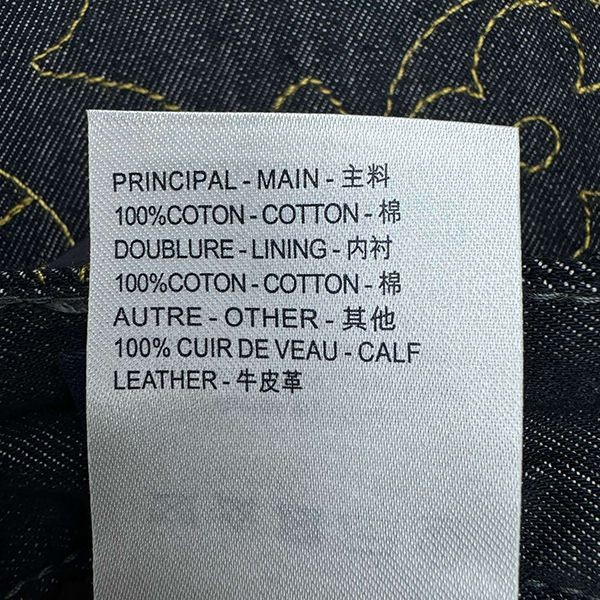 PRINCIPAL - MAIN - 主料
100%COTON - COTTON - 棉
DOUBLURE - LINING - 内衬
100%COTON - COTTON - 棉
AUTRE - OTHER - 其他
100% CUIR DE VEAU - CALF
LEATHER - 牛皮革